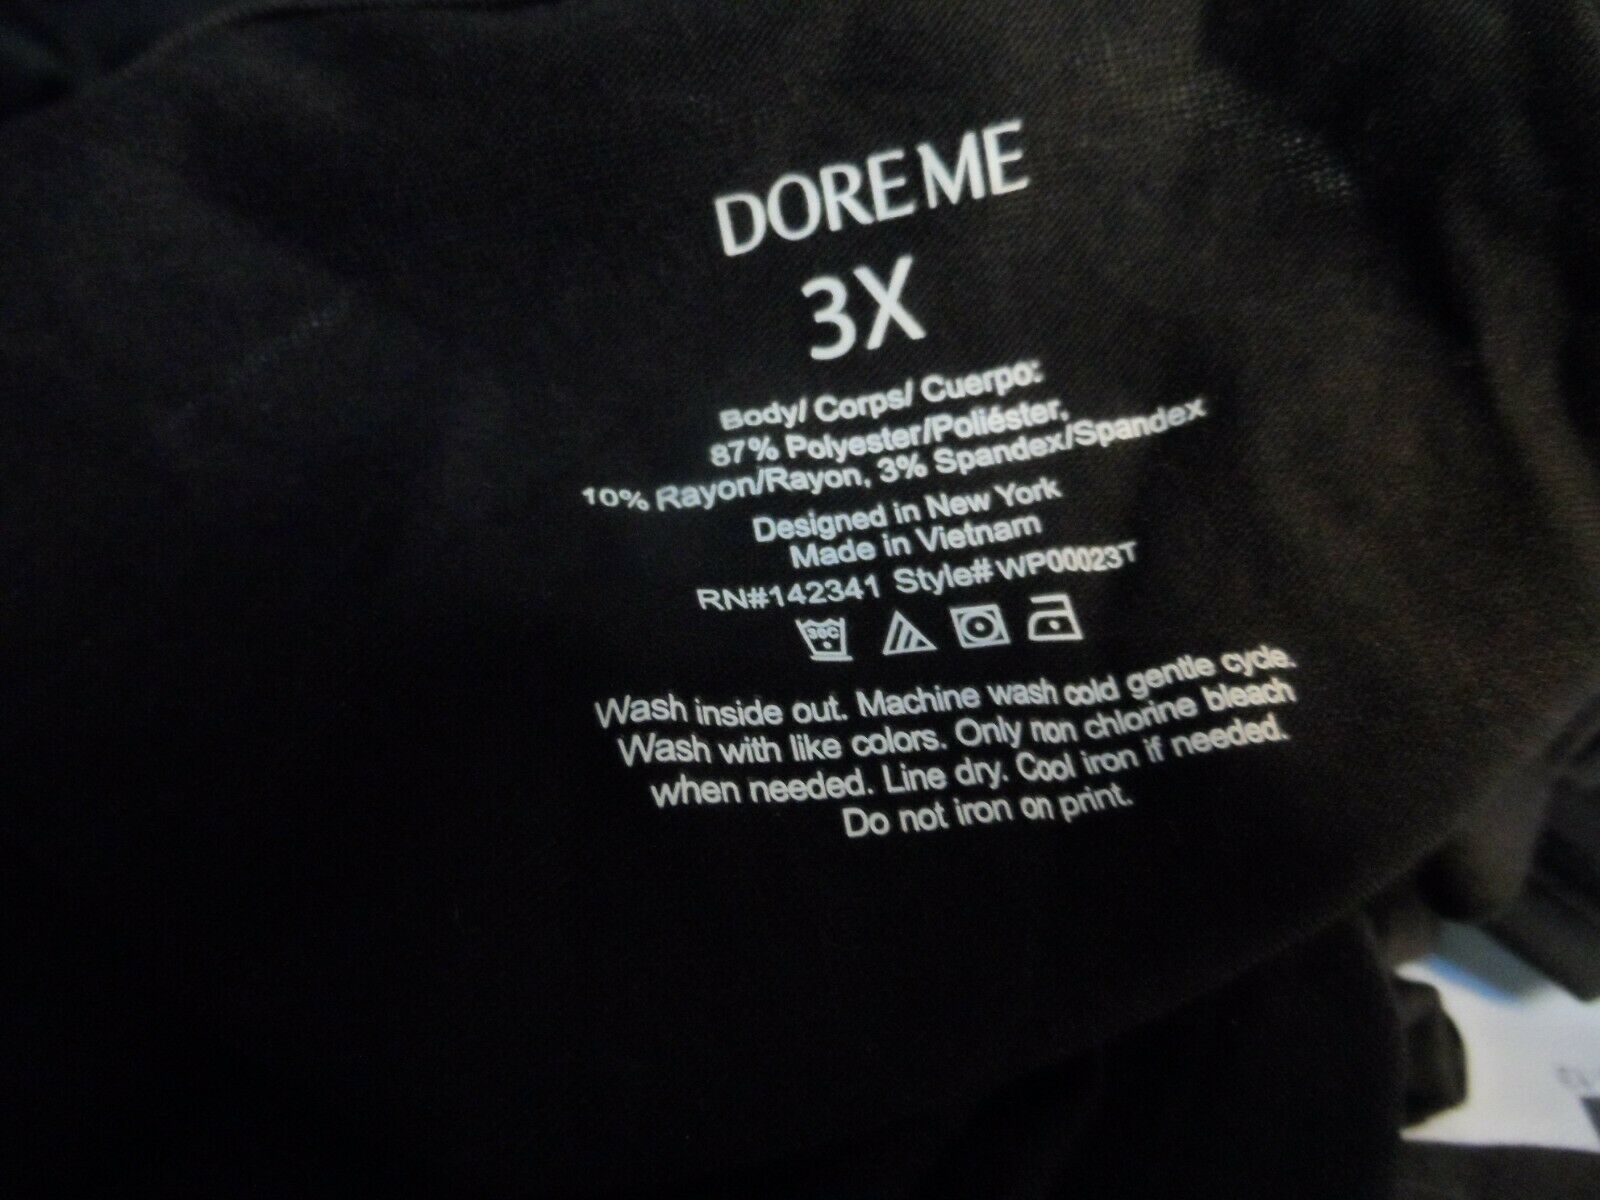 DOREME
3X
Body/ Corps/ Cuerpo:
87% Polyester/Poliéster,
10% Rayon/Rayon, 3% Spandex/Spandex
Designed in New York
Made in Vietnam
RN#142341 Style# WP00023T
30C
Wash inside out. Machine wash cold gentle cycle.
Wash with like colors. Only non chlorine bleach
when needed. Line dry. Cool iron if needed.
Do not iron on print.